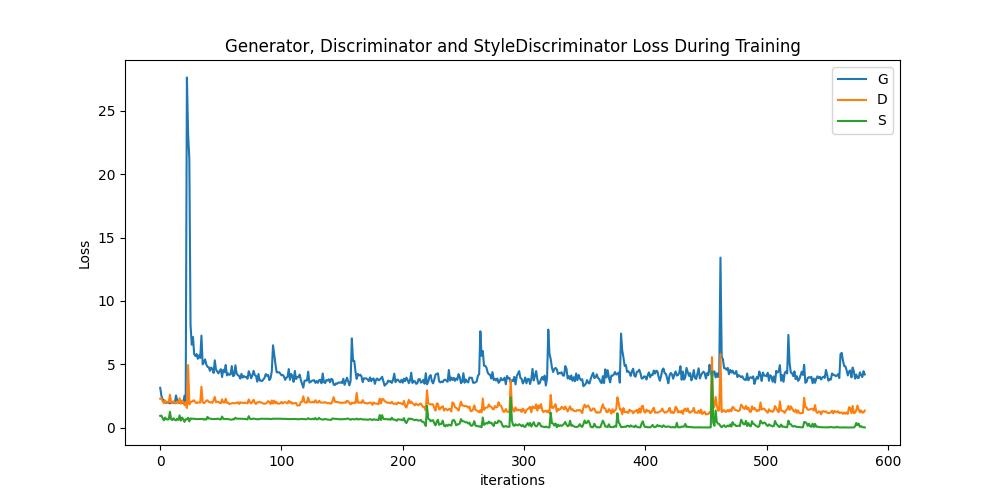 Generator, Discriminator and StyleDiscriminator Loss During Training
G
D
S
25
20
15
10
5
0
Loss
0 100 200 300 400 500 600
iterations